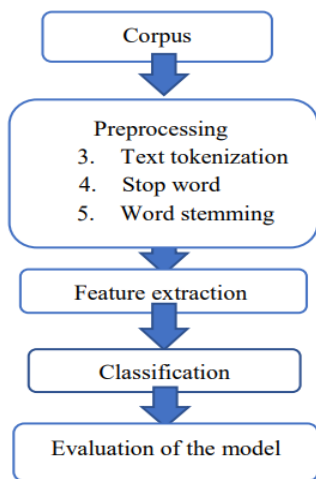 Corpus
Preprocessing
3. Text tokenization
4. Stop word
5. Word stemming
Feature extraction
Classification
Evaluation of the model